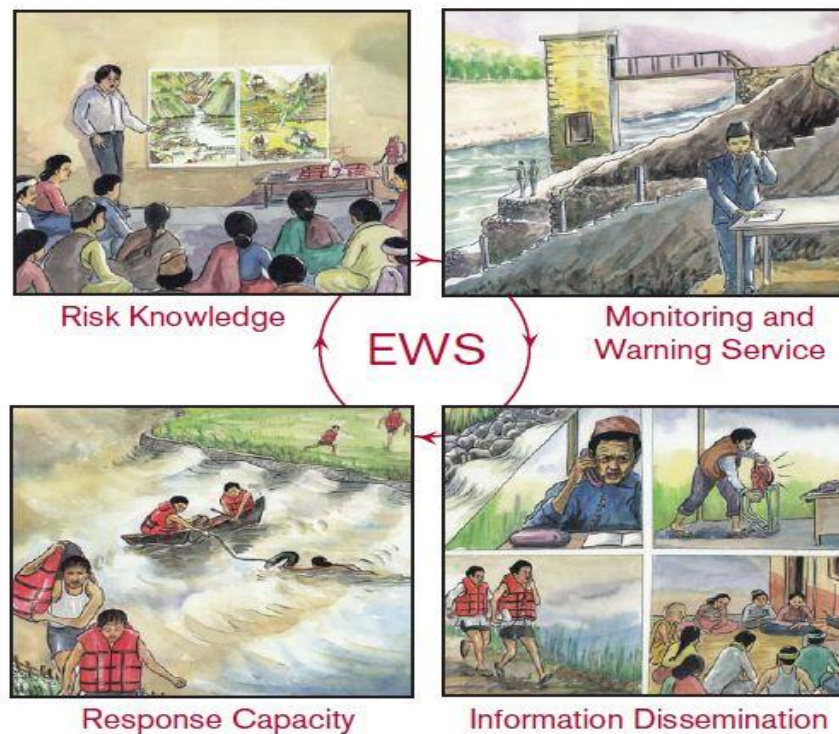 Risk Knowledge
Monitoring and
Warning Service
EWS
Response Capacity
Information Dissemination